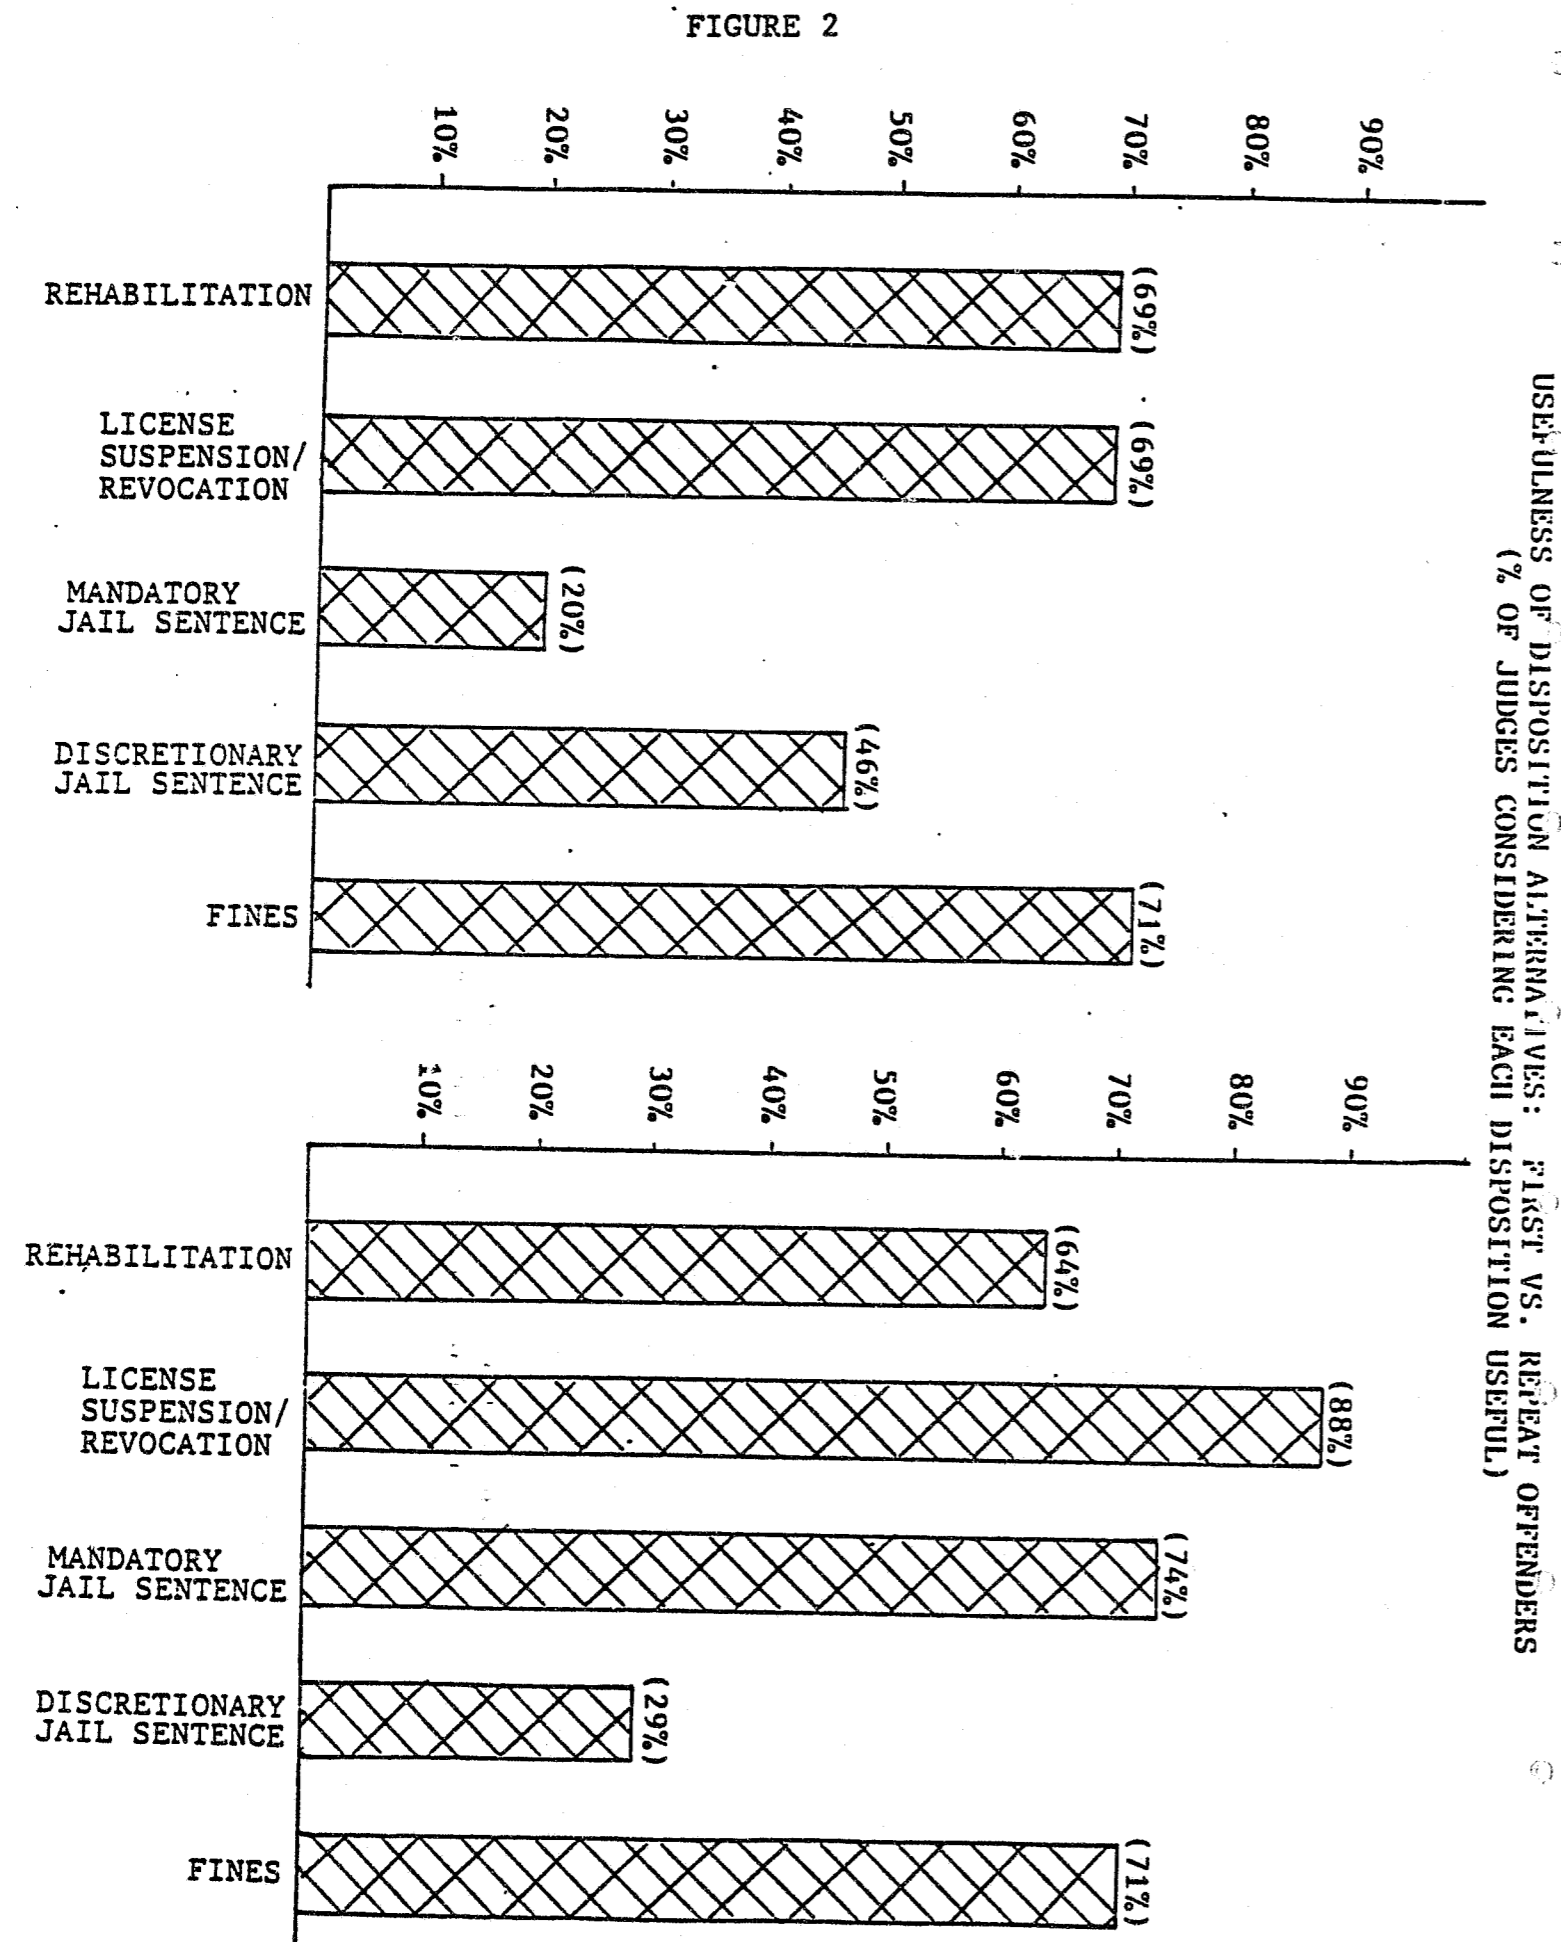 FIGURE 2
USEFULNESS OF DISPOSITION ALTERNATIVES: FIRST VS. REPEAT OFFENDERS
(% OF JUDGES CONSIDERING EACH DISPOSITION USEFUL)
10%
20%
30%
40%
50%
60%
70%
80%
90%
REHABILITATION
(69%)
LICENSE
SUSPENSION/
REVOCATION
(69%)
MANDATORY
JAIL SENTENCE
(20%)
DISCRETIONARY
JAIL SENTENCE
(46%)
FINES
(71%)
10%
20%
30%
40%
50%
60%
70%
80%
90%
REHABILITATION
(64%)
LICENSE
SUSPENSION/
REVOCATION
(88%)
MANDATORY
JAIL SENTENCE
(74%)
DISCRETIONARY
JAIL SENTENCE
(29%)
FINES
(71%)